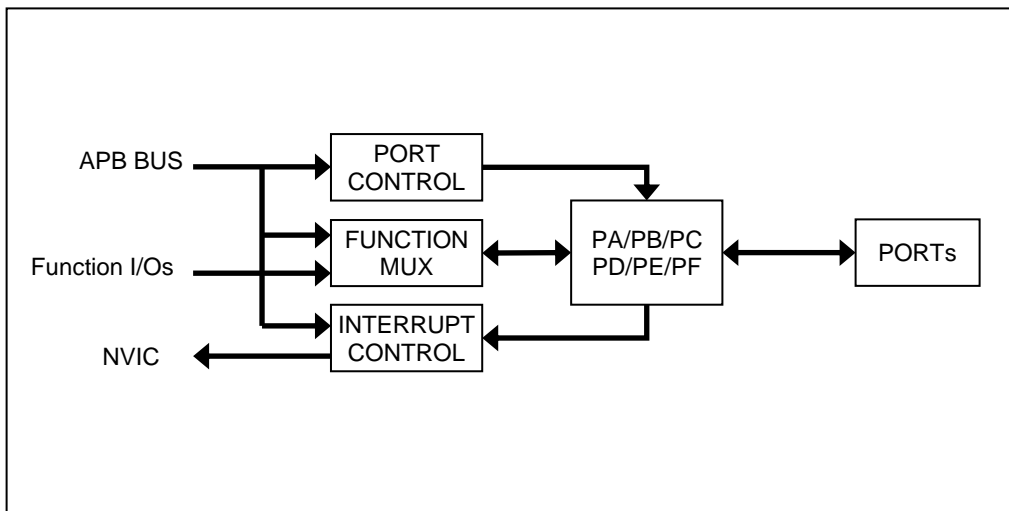 APB BUS
PORT
CONTROL
Function I/Os
FUNCTION
MUX
NVIC
INTERRUPT
CONTROL
PA/PB/PC
PD/PE/PF
PORTs